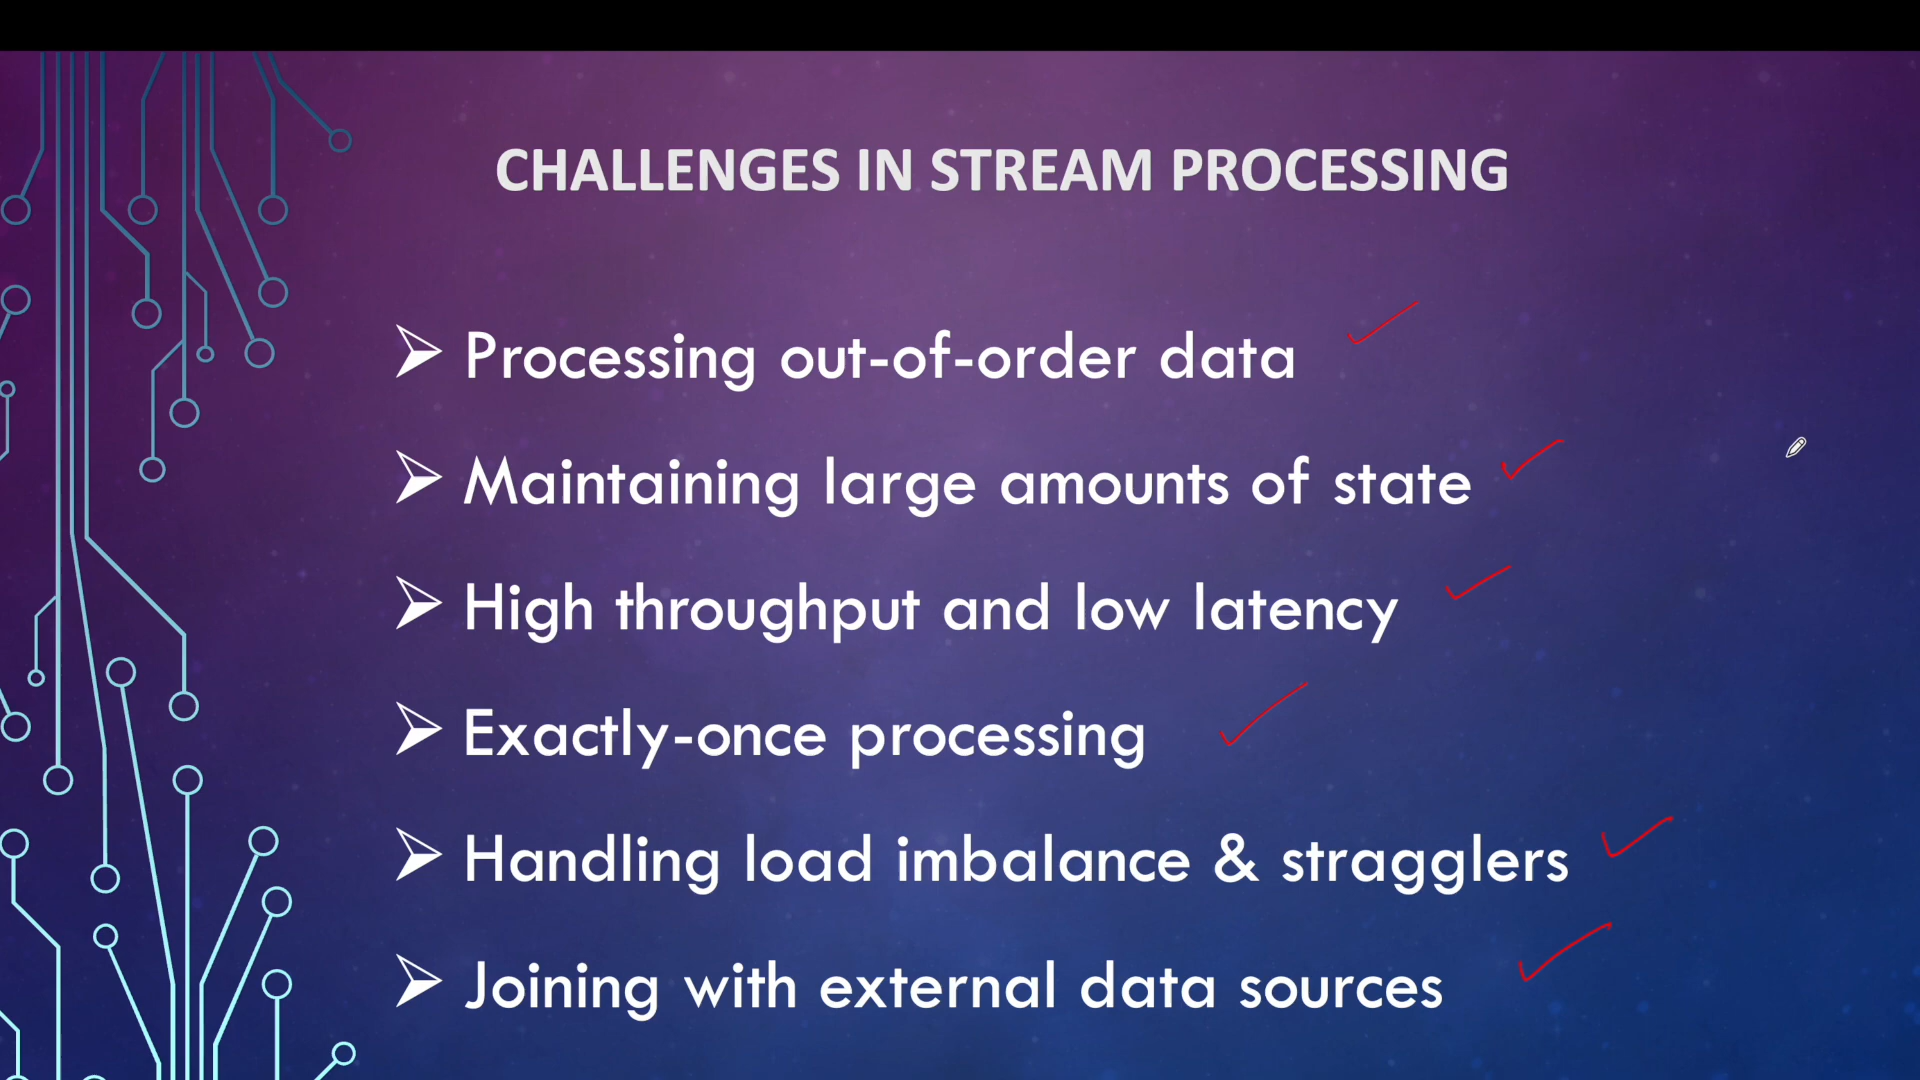 CHALLENGES IN STREAM PROCESSING
Processing out-of-order data
Maintaining large amounts of state
High throughput and low latency
Exactly-once processing
Handling load imbalance & stragglers
Joining with external data sources